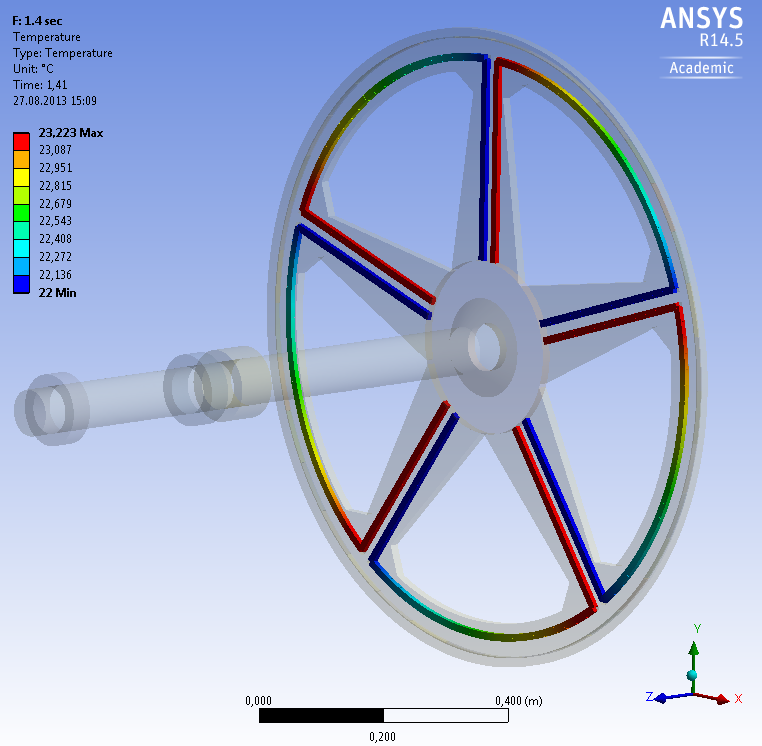 F: 1.4 sec
Temperature
Type: Temperature
Unit: °C
Time: 1,41
27.08.2013 15:09
23,223 Max
23,087
22,951
22,815
22,679
22,543
22,408
22,272
22,136
22 Min
ANSYS
R14.5
Academic
0,000
0,400 (m)
0,200
Y
Z
X